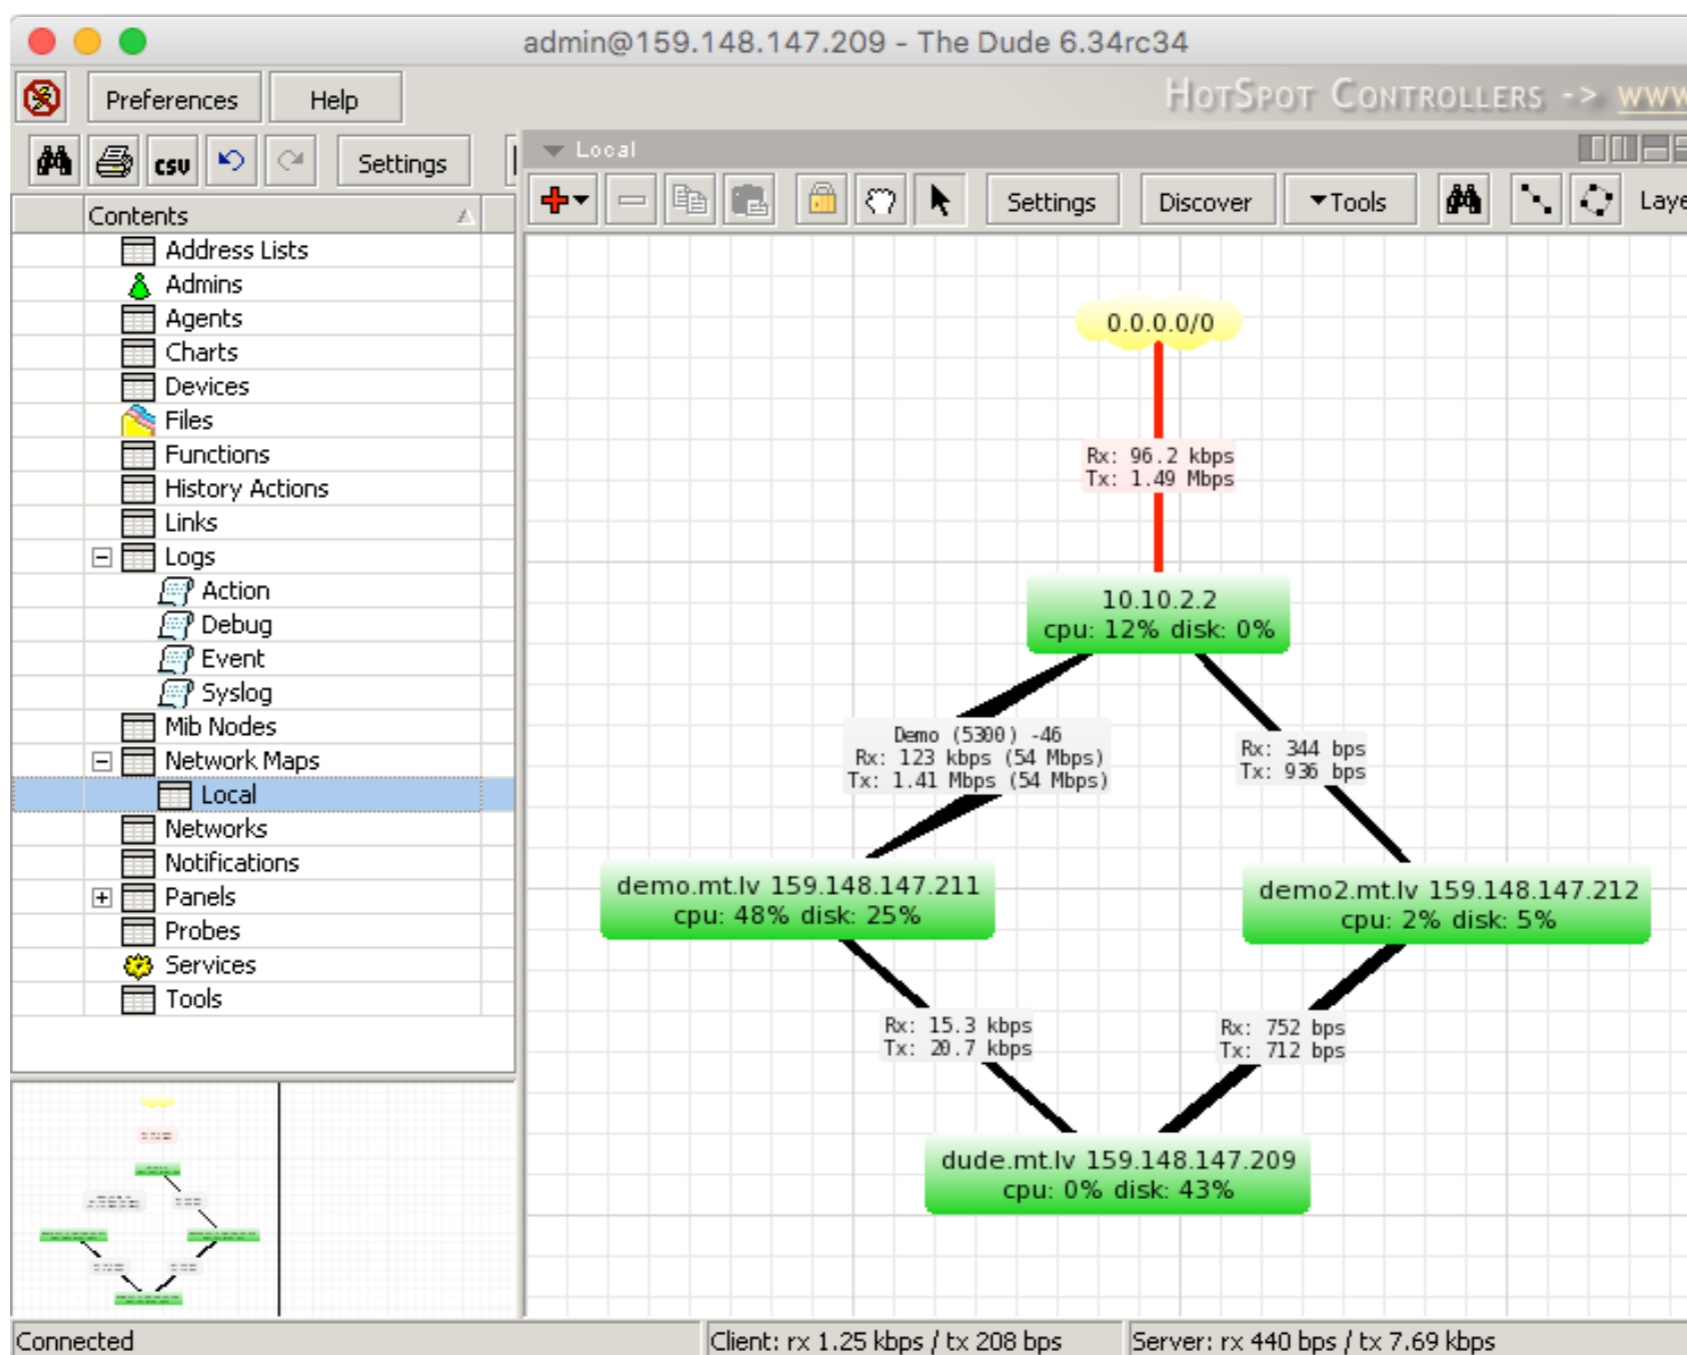 admin@159.148.147.209 - The Dude 6.34rc34
Preferences Help
HOTSPOT CONTROLLERS -> www
csv Settings
Local
Settings Discover Tools Laye
Contents
Address Lists
Admins
Agents
Charts
Devices
Files
Functions
History Actions
Links
Logs
Action
Debug
Event
Syslog
Mib Nodes
Network Maps
Local
Networks
Notifications
Panels
Probes
Services
Tools
0.0.0.0/0
Rx: 96.2 kbps
Tx: 1.49 Mbps
10.10.2.2
cpu: 12% disk: 0%
Demo (5300) -46
Rx: 123 kbps (54 Mbps)
Tx: 1.41 Mbps (54 Mbps)
Rx: 344 bps
Tx: 936 bps
demo.mt.lv 159.148.147.211
cpu: 48% disk: 25%
demo2.mt.lv 159.148.147.212
cpu: 2% disk: 5%
Rx: 15.3 kbps
Tx: 20.7 kbps
Rx: 752 bps
Tx: 712 bps
dude.mt.lv 159.148.147.209
cpu: 0% disk: 43%
Connected
Client: rx 1.25 kbps / tx 208 bps
Server: rx 440 bps / tx 7.69 kbps